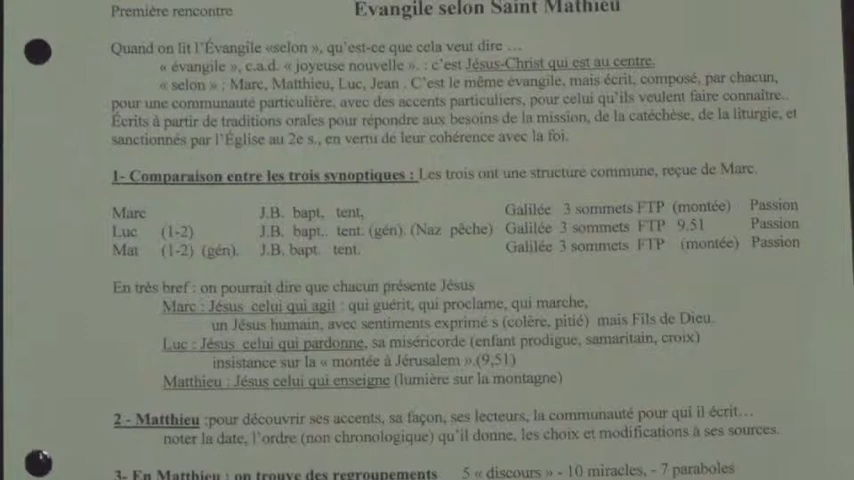 Première rencontre Evangile selon Saint Mathieu
Quand on lit l'Évangile «selon », qu'est-ce que cela veut dire …
« évangile », c.a.d. « joyeuse nouvelle ». : c'est Jésus-Christ qui est au centre.
« selon » : Marc, Matthieu, Luc, Jean . C'est le même évangile, mais écrit, composé, par chacun,
pour une communauté particulière, avec des accents particuliers, pour celui qu'ils veulent faire connaître..
Écrits à partir de traditions orales pour répondre aux besoins de la mission, de la catéchèse, de la liturgie, et
sanctionnés par l'Église au 2e s., en vertu de leur cohérence avec la foi.
1- Comparaison entre les trois synoptiques : Les trois ont une structure commune, reçue de Marc.
Marc J.B. bapt, tent, Galilée 3 sommets FTP (montée) Passion
Luc (1-2) J.B. bapt.. tent. (gén). (Naz pêche) Galilée 3 sommets FTP 9,51 Passion
Mat (1-2) (gén). J.B. bapt. tent. Galilée 3 sommets FTP (montée) Passion
En très bref : on pourrait dire que chacun présente Jésus
Marc : Jésus celui qui agit : qui guérit, qui proclame, qui marche,
un Jésus humain, avec sentiments exprimé s (colère, pitié) mais Fils de Dieu.
Luc : Jésus celui qui pardonne, sa miséricorde (enfant prodigue, samaritain, croix)
insistance sur la « montée à Jérusalem ».(9,51)
Matthieu : Jésus celui qui enseigne (lumière sur la montagne)
2 - Matthieu :pour découvrir ses accents, sa façon, ses lecteurs, la communauté pour qui il écrit…
noter la date, l'ordre (non chronologique) qu'il donne, les choix et modifications à ses sources.
3- En Matthieu : on trouve des regroupements 5 « discours » - 10 miracles, - 7 paraboles